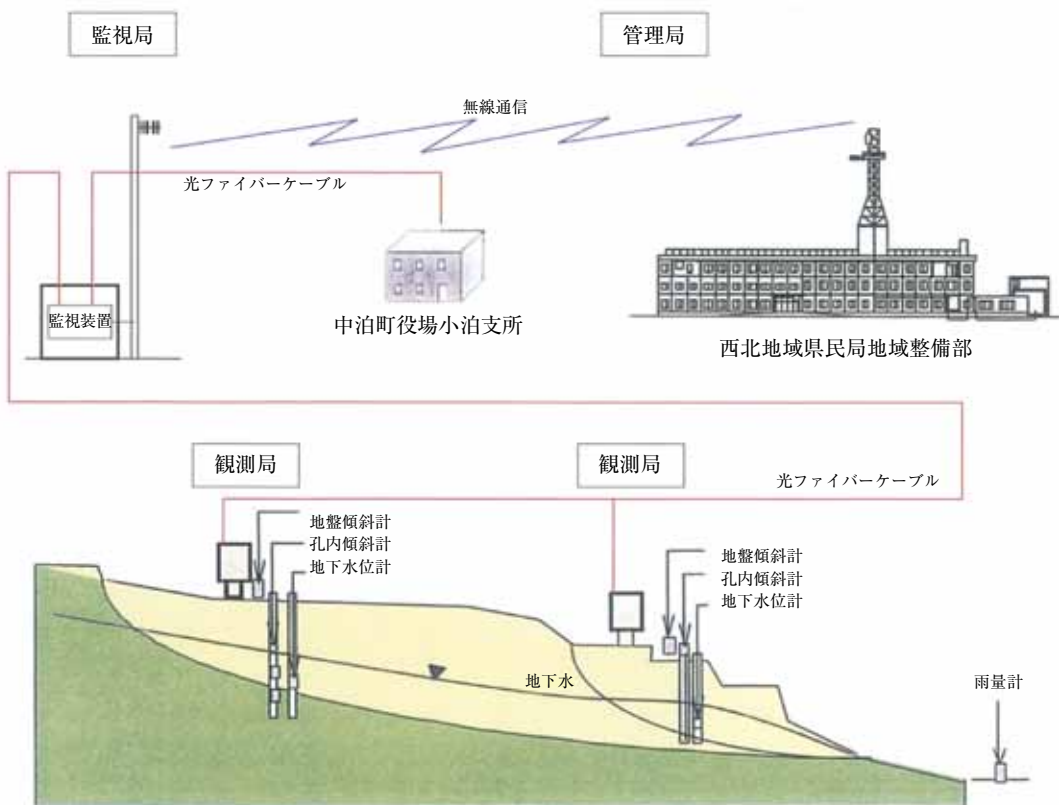 監視局
管理局
無線通信
光ファイバーケーブル
監視装置
中泊町役場小泊支所
西北地域県民局地域整備部
観測局
観測局
光ファイバーケーブル
地盤傾斜計
孔内傾斜計
地下水位計
地盤傾斜計
孔内傾斜計
地下水位計
地下水
雨量計